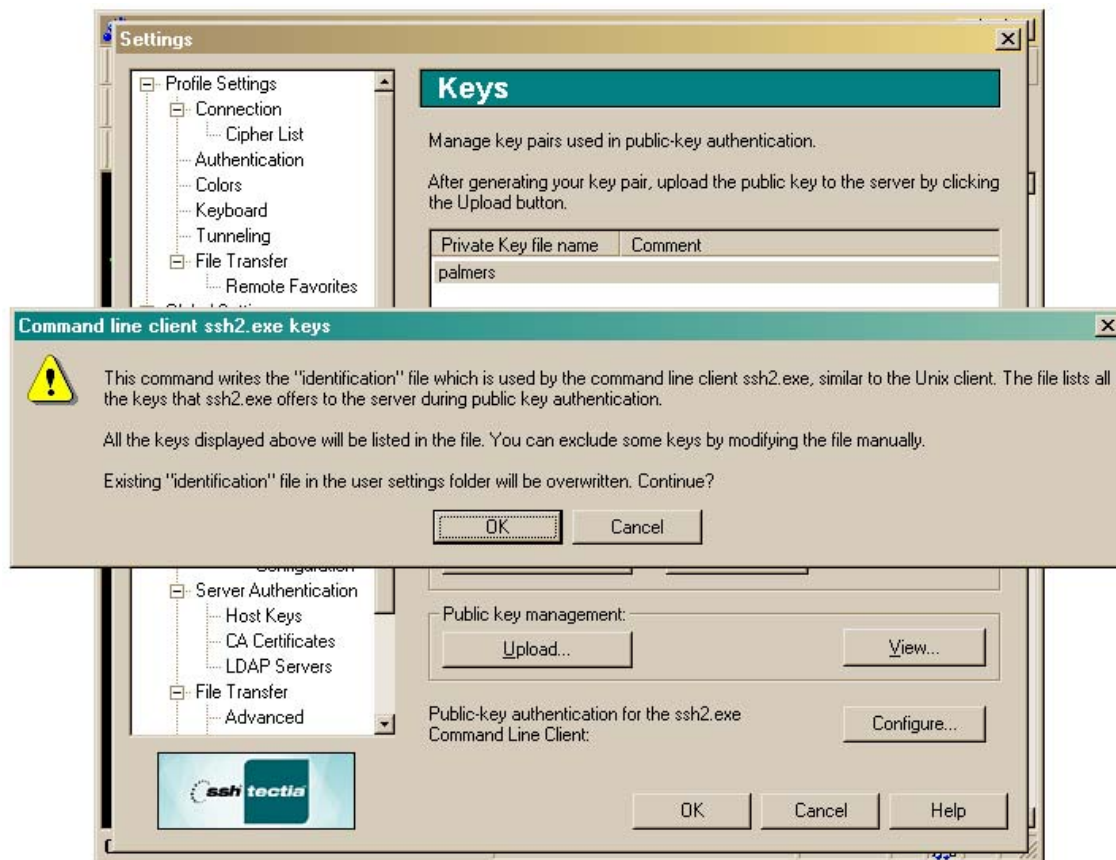 Settings
Profile Settings
Connection
Cipher List
Authentication
Colors
Keyboard
Tunneling
File Transfer
Remote Favorites
Keys
Manage key pairs used in public-key authentication.
After generating your key pair, upload the public key to the server by clicking
the Upload button.
Private Key file name Comment
palmers
Command line client ssh2.exe keys
This command writes the "identification" file which is used by the command line client ssh2.exe, similar to the Unix client. The file lists all
the keys that ssh2.exe offers to the server during public key authentication.
All the keys displayed above will be listed in the file. You can exclude some keys by modifying the file manually.
Existing "identification" file in the user settings folder will be overwritten. Continue?
OK Cancel
Configuration
Server Authentication
Host Keys
CA Certificates
LDAP Servers
File Transfer
Advanced
Public key management:
Upload... View...
Public-key authentication for the ssh2.exe
Command Line Client:
Configure...
ssh tectia
OK Cancel Help